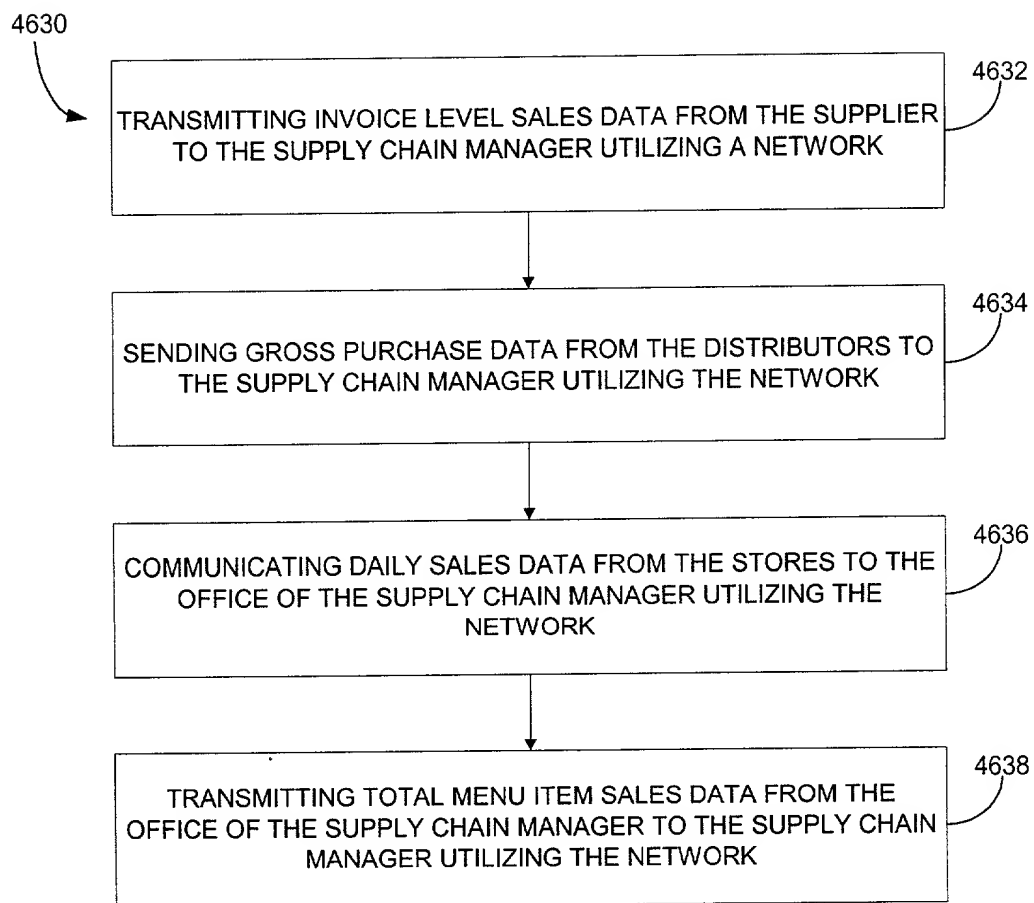 4630
4632
TRANSMITTING INVOICE LEVEL SALES DATA FROM THE SUPPLIER
TO THE SUPPLY CHAIN MANAGER UTILIZING A NETWORK
4634
SENDING GROSS PURCHASE DATA FROM THE DISTRIBUTORS TO
THE SUPPLY CHAIN MANAGER UTILIZING THE NETWORK
4636
COMMUNICATING DAILY SALES DATA FROM THE STORES TO THE
OFFICE OF THE SUPPLY CHAIN MANAGER UTILIZING THE
NETWORK
4638
TRANSMITTING TOTAL MENU ITEM SALES DATA FROM THE
OFFICE OF THE SUPPLY CHAIN MANAGER TO THE SUPPLY CHAIN
MANAGER UTILIZING THE NETWORK